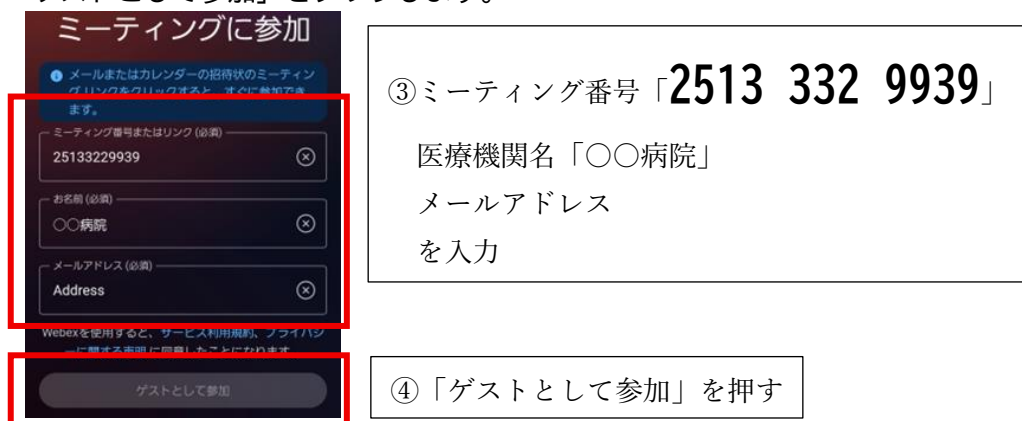 ゲストとして参加」をタップします。
ミーティングに参加
メールまたはカレンダーの招待状のミーティン
グ リンクをクリックすると、すぐに参加でき
ます。
ミーティング番号またはリンク (必須)
25133229939
お名前 (必須)
〇〇病院
メールアドレス (必須)
Address
Webexを使用すると、サービス利用規約、プライバシ
ーに関する声明 に同意したことになります
ゲストとして参加
③ミーティング番号「2513 332 9939」
医療機関名「〇〇病院」
メールアドレス
を入力
④「ゲストとして参加」を押す